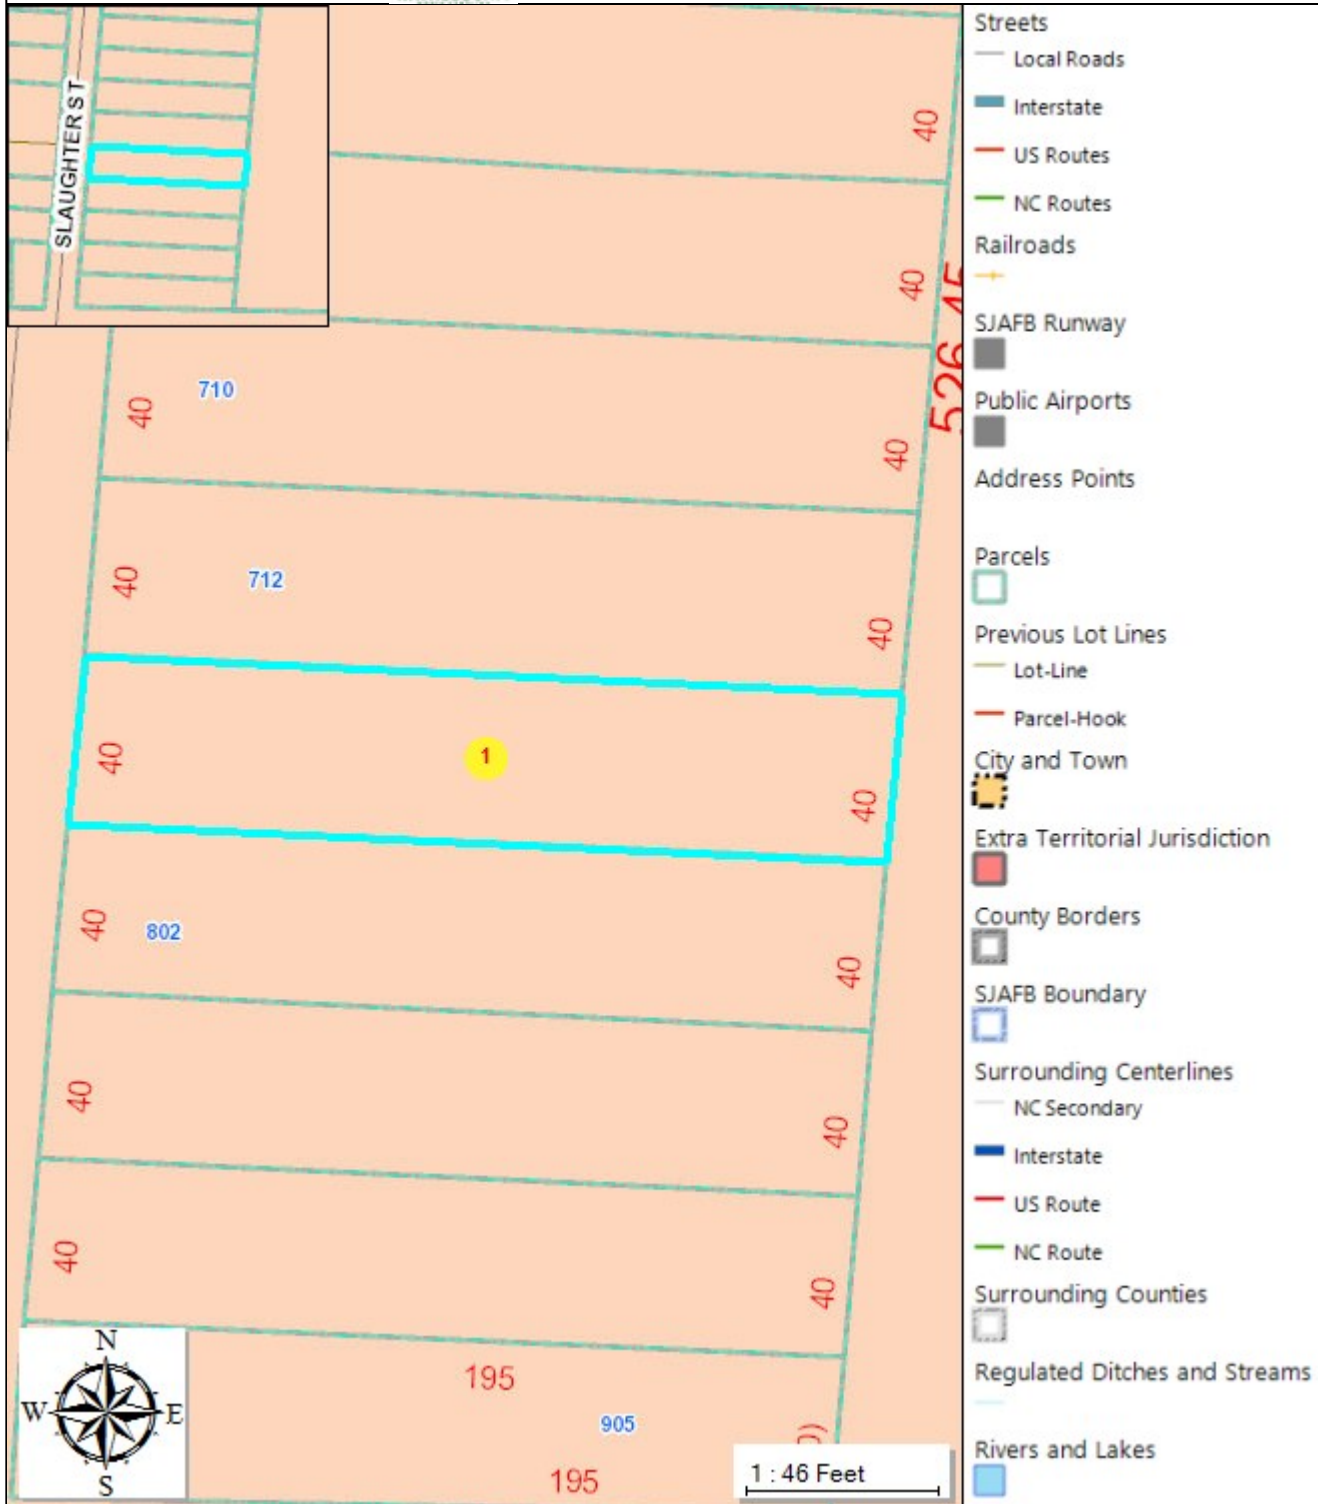 SLAUGHTER ST
40
40
526.45
710
40
40
712
40
40
1
40
40
802
40
40
40
40
40
40
195
905
0)
195
N
W
E
S
1 : 46 Feet
Streets
Local Roads
Interstate
US Routes
NC Routes
Railroads
SJAFB Runway
Public Airports
Address Points
Parcels
Previous Lot Lines
Lot-Line
Parcel-Hook
City and Town
Extra Territorial Jurisdiction
County Borders
SJAFB Boundary
Surrounding Centerlines
NC Secondary
Interstate
US Route
NC Route
Surrounding Counties
Regulated Ditches and Streams
Rivers and Lakes